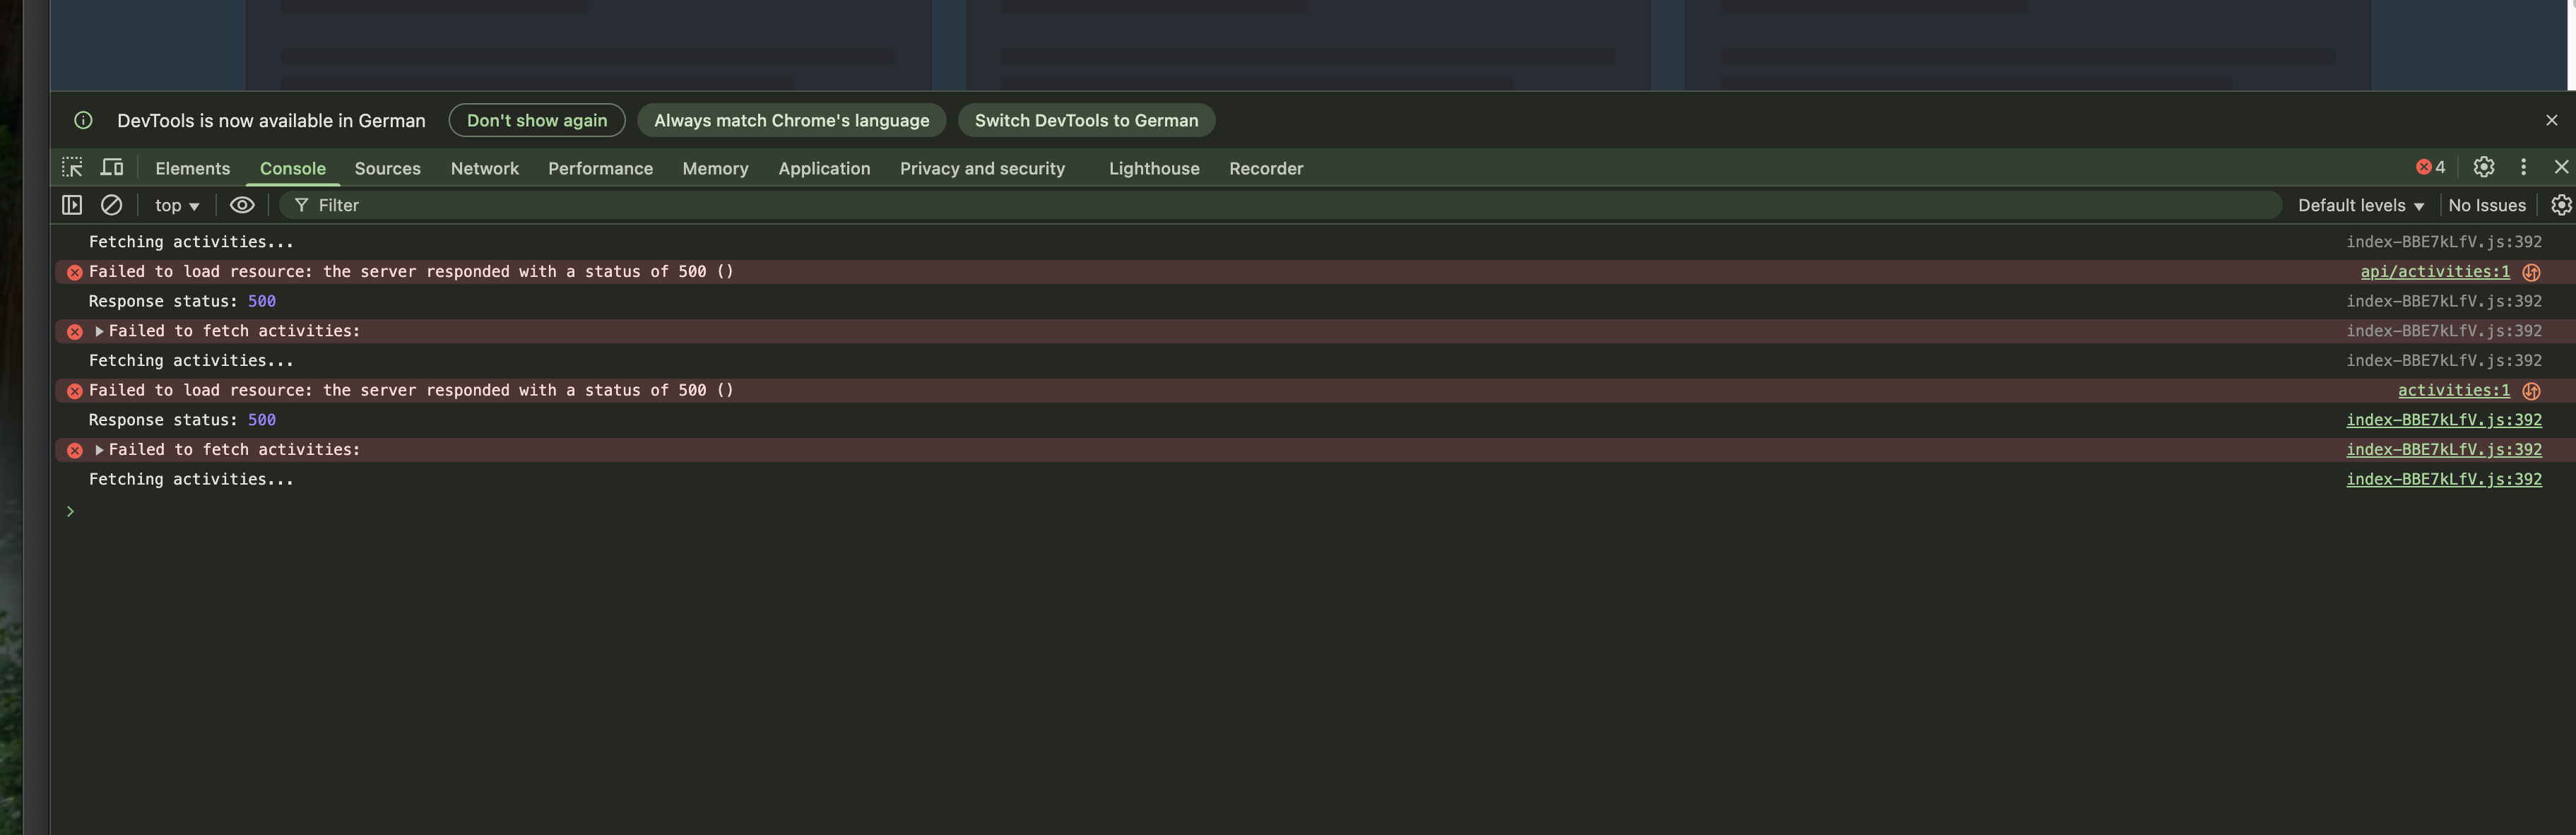 DevTools is now available in German Don't show again Always match Chrome's language Switch DevTools to German
Elements Console Sources Network Performance Memory Application Privacy and security Lighthouse Recorder 4
top Filter Default levels No Issues
Fetching activities... index-BBE7kLfV.js:392
Failed to load resource: the server responded with a status of 500 () api/activities:1
Response status: 500 index-BBE7kLfV.js:392
Failed to fetch activities: index-BBE7kLfV.js:392
Fetching activities... index-BBE7kLfV.js:392
Failed to load resource: the server responded with a status of 500 () activities:1
Response status: 500 index-BBE7kLfV.js:392
Failed to fetch activities: index-BBE7kLfV.js:392
Fetching activities... index-BBE7kLfV.js:392